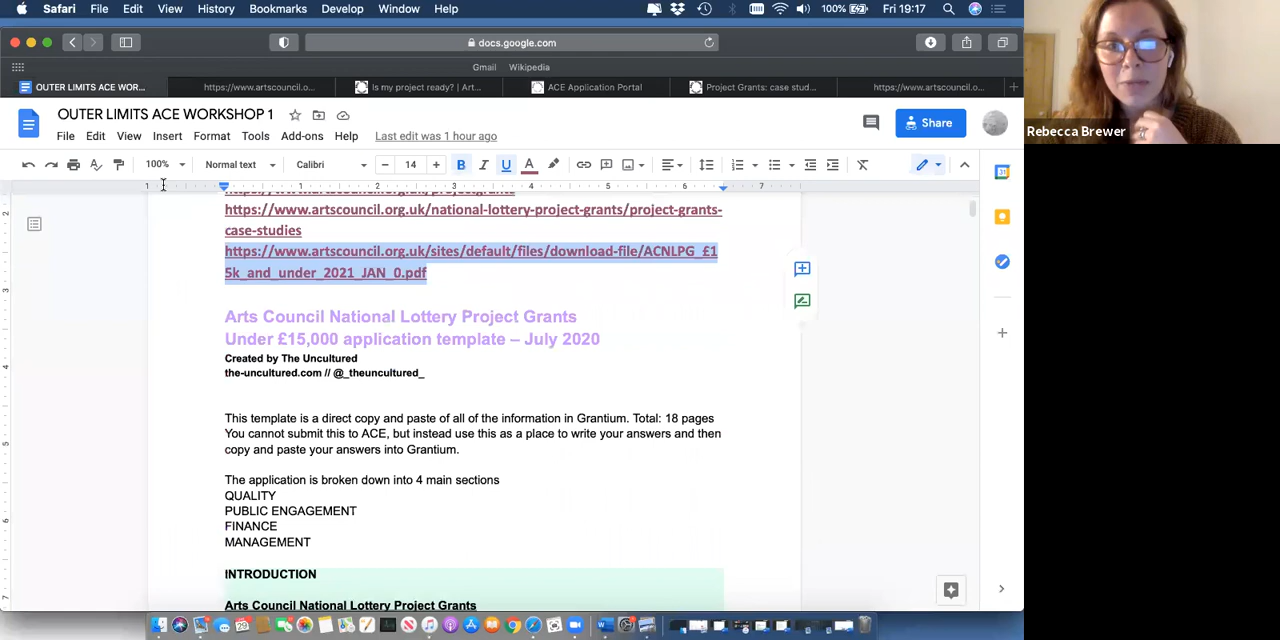 Safari File Edit View History Bookmarks Develop Window Help 100% Fri 19:17
docs.google.com
Gmail Wikipedia
OUTER LIMITS ACE WOR... https://www.artscouncil.o... Is my project ready? | Art... ACE Application Portal Project Grants: case stud... https://www.artscouncil.o...
OUTER LIMITS ACE WORKSHOP 1
Share
File Edit View Insert Format Tools Add-ons Help Last edit was 1 hour ago
100% Normal text Calibri 14 B I U A
1 1 2 3 4 5 6 7
https://www.artscouncil.org.uk/national-lottery-project-grants/project-grants-
case-studies
https://www.artscouncil.org.uk/sites/default/files/download-file/ACNLPG_£1
5k_and_under_2021_JAN_0.pdf
Arts Council National Lottery Project Grants
Under £15,000 application template – July 2020
Created by The Uncultured
the-uncultured.com // @_theuncultured_
This template is a direct copy and paste of all of the information in Grantium. Total: 18 pages
You cannot submit this to ACE, but instead use this as a place to write your answers and then
copy and paste your answers into Grantium.
The application is broken down into 4 main sections
QUALITY
PUBLIC ENGAGEMENT
FINANCE
MANAGEMENT
INTRODUCTION
Arts Council National Lottery Project Grants
Rebecca Brewer